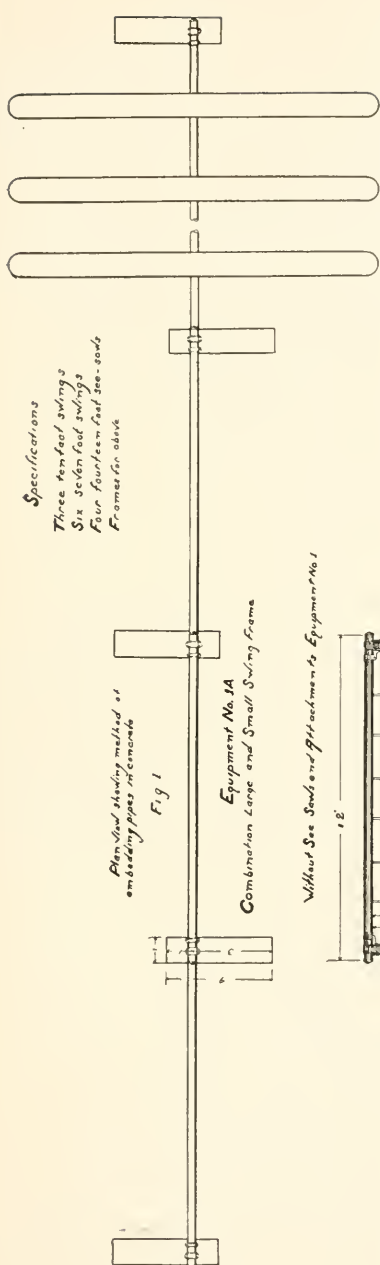 Specifications
Three ten foot swings
Six seven foot swings
Four fourteen foot see-saws
Frames for above
Plan view showing method of
embedding pipes in concrete
Fig 1
Equipment No. 1A
Combination Large and Small Swing Frame
Without See Saws and Attachments Equipment No 1
12'
6